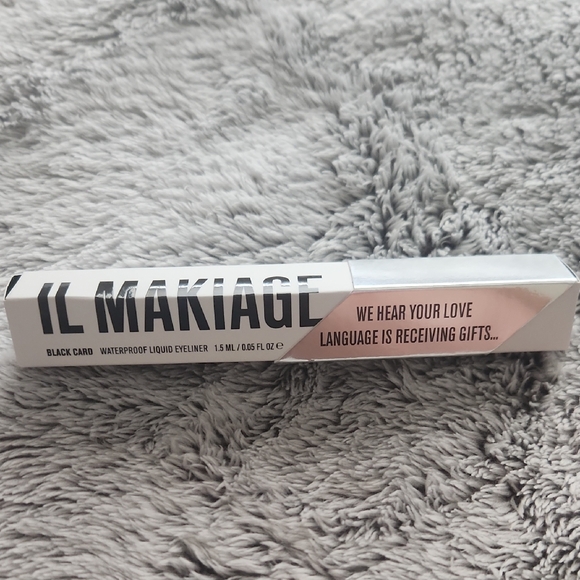 IL MAKIAGE
BLACK CARD WATERPROOF LIQUID EYELINER 1.5 ML / 0.05 FL OZ ℮
WE HEAR YOUR LOVE
LANGUAGE IS RECEIVING GIFTS...